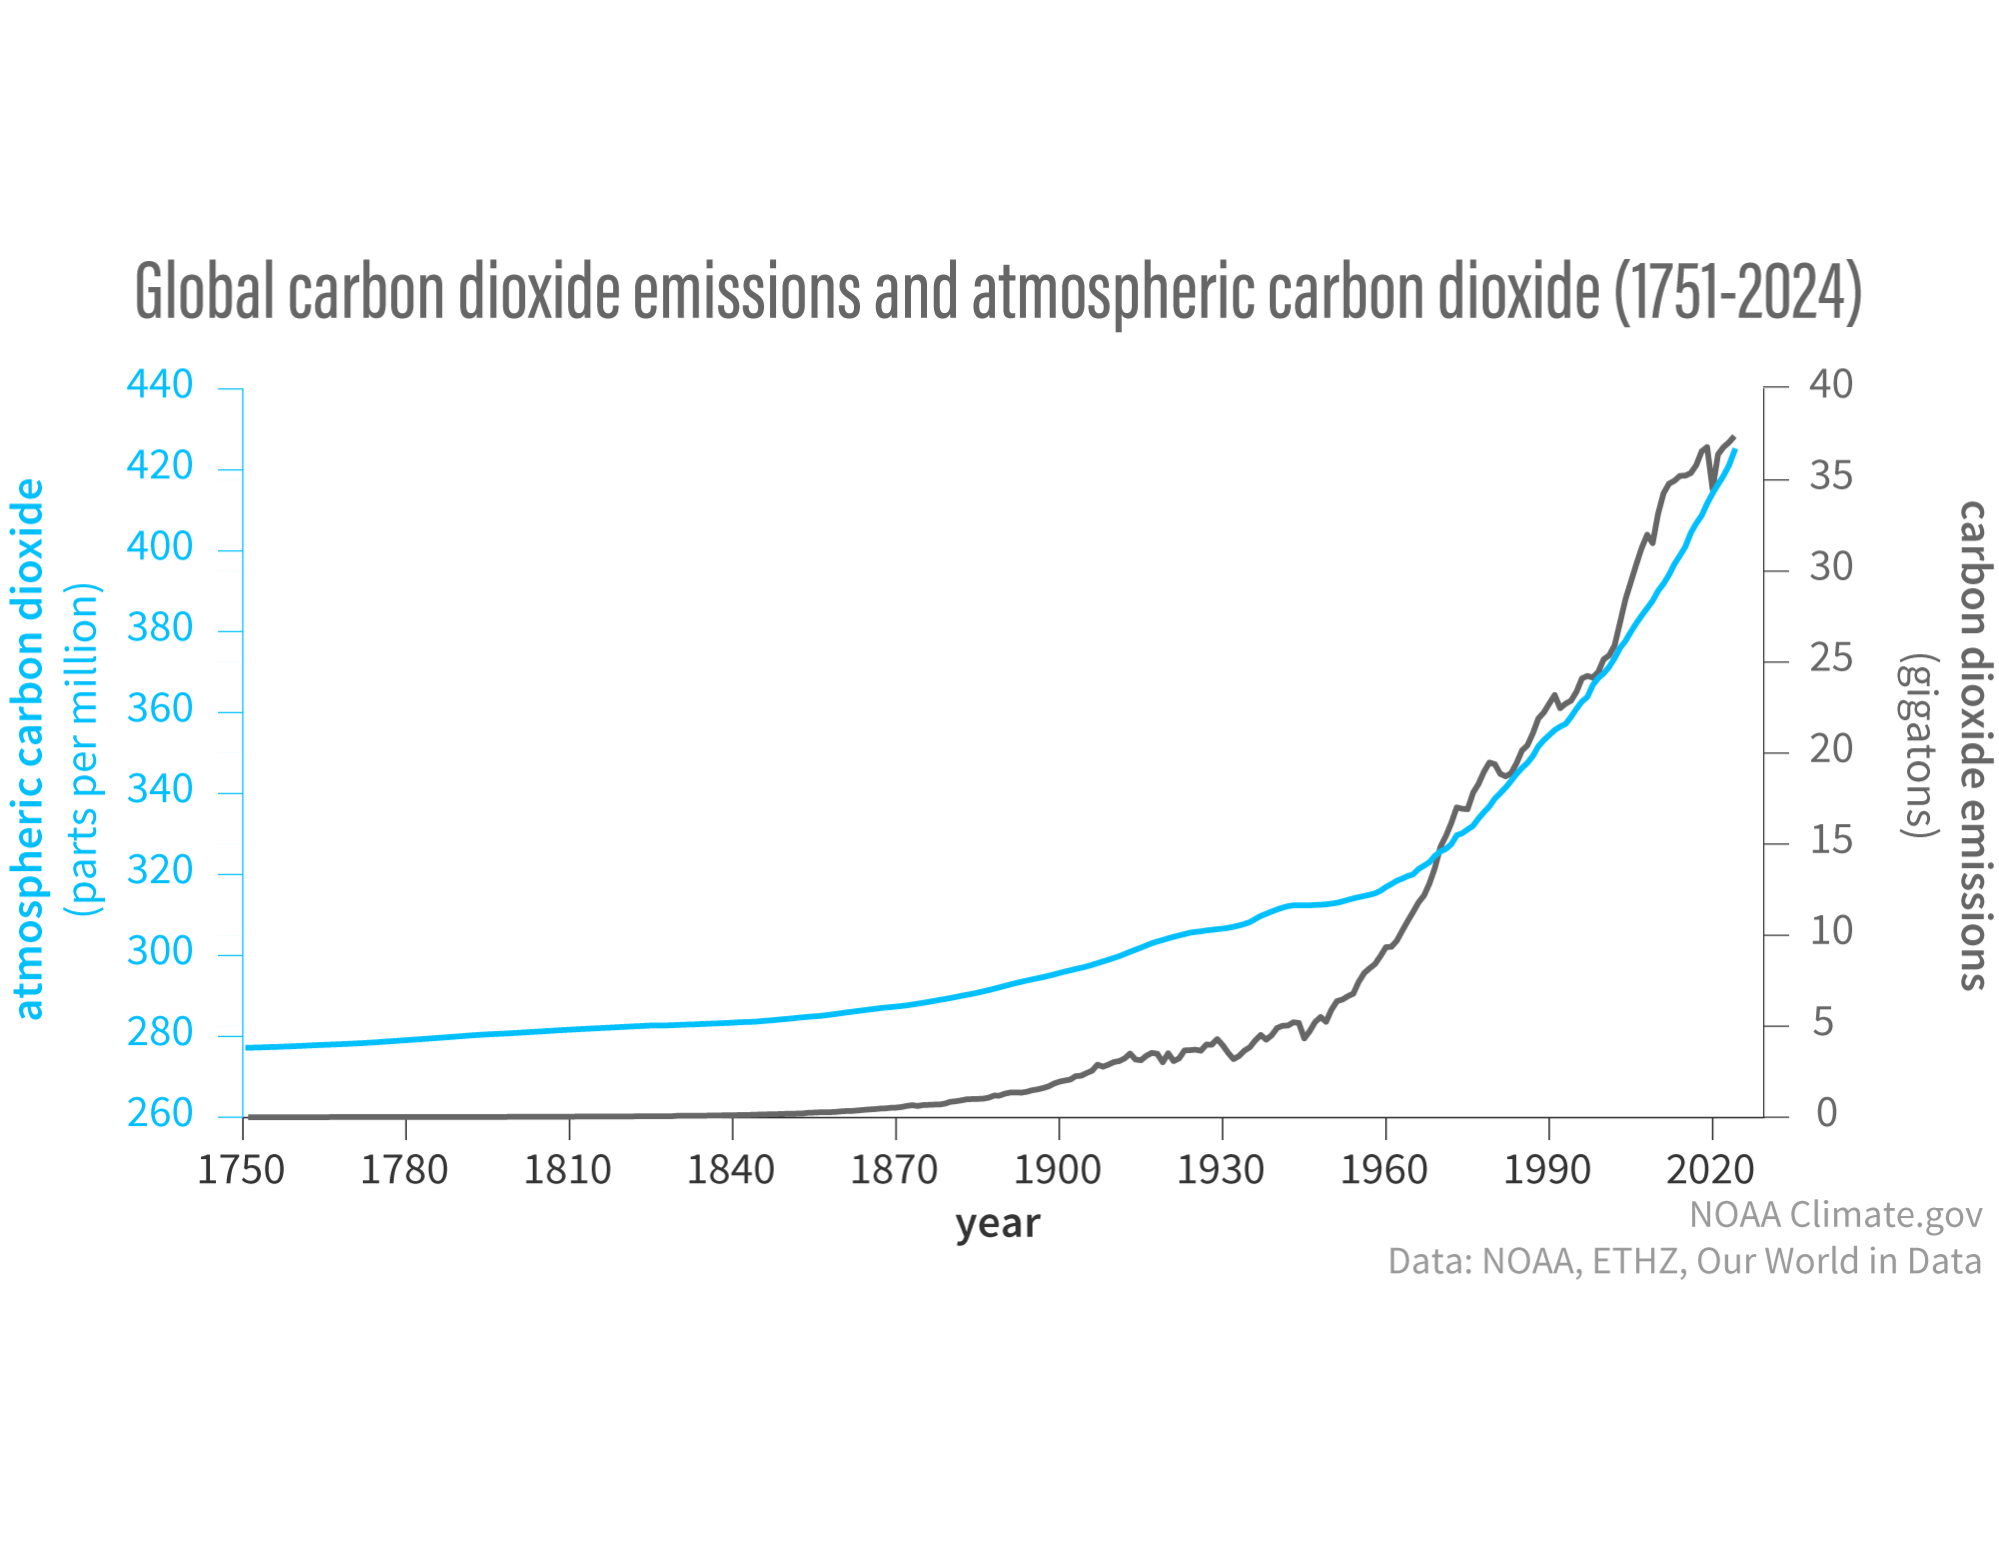 Global carbon dioxide emissions and atmospheric carbon dioxide (1751-2024)
atmospheric carbon dioxide
(parts per million)
440
420
400
380
360
340
320
300
280
260
40
35
30
25
20
15
10
5
0
carbon dioxide emissions
(gigatons)
1750 1780 1810 1840 1870 1900 1930 1960 1990 2020
year
NOAA Climate.gov
Data: NOAA, ETHZ, Our World in Data